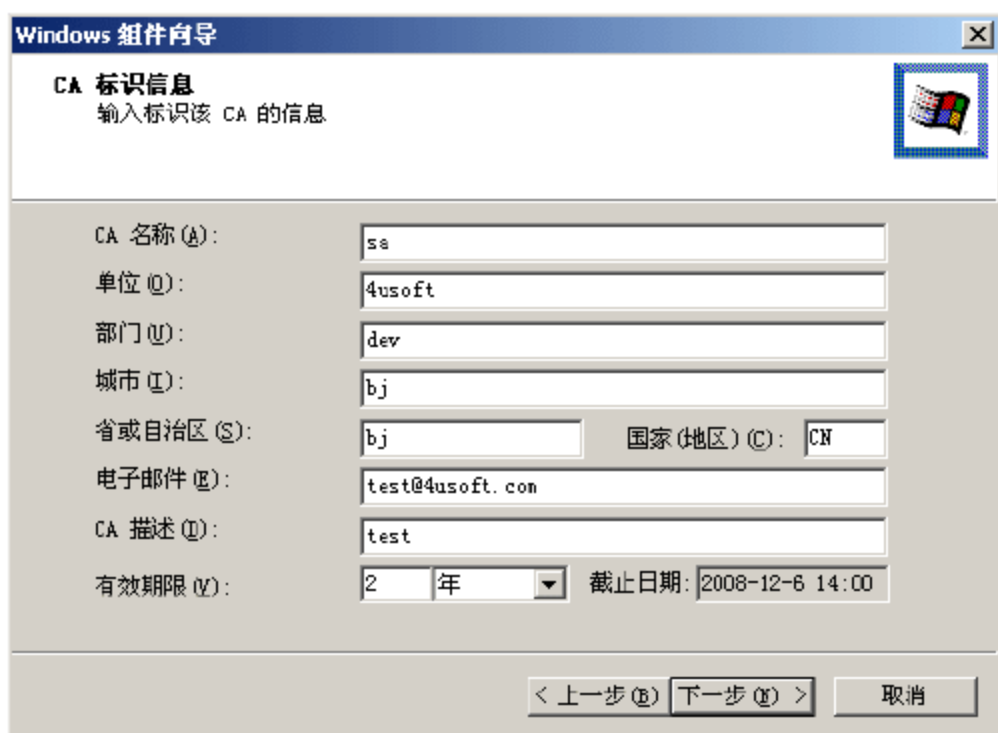 Windows 组件向导
CA 标识信息
输入标识该 CA 的信息
CA 名称(A): sa
单位(O): 4usoft
部门(U): dev
城市(I): bj
省或自治区(S): bj 国家(地区)(C): CN
电子邮件(E): test@4usoft.com
CA 描述(D): test
有效期限(V): 2 年 截止日期: 2008-12-6 14:00
< 上一步(B) 下一步(N) > 取消